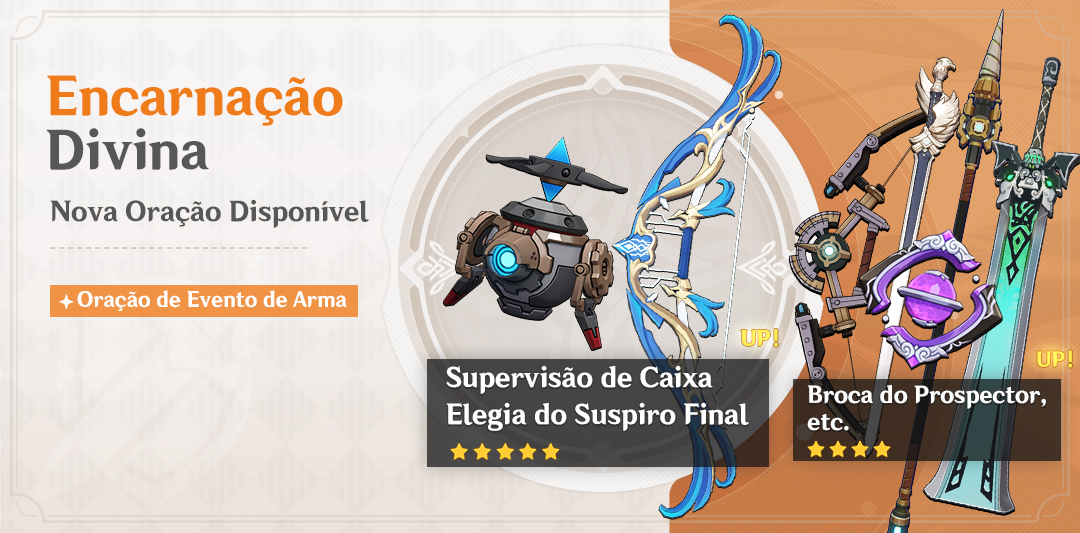 Encarnação
Divina
Nova Oração Disponível
Oração de Evento de Arma
UP!
Supervisão de Caixa
Elegia do Suspiro Final
UP!
Broca do Prospector,
etc.